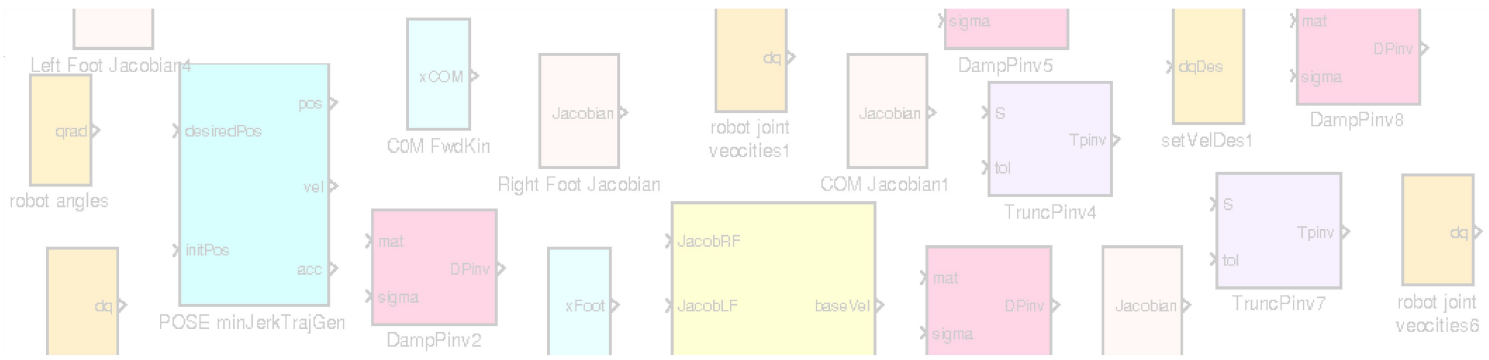 Left Foot Jacobian4
qrad
robot angles
dq
desiredPos
initPos
pos
vel
acc
POSE minJerkTrajGen
xCOM
COM FwdKin
mat
sigma
DPinv
DampPinv2
Jacobian
Right Foot Jacobian
xFoot
dq
robot joint
veocities1
JacobRF
JacobLF
baseVel
Jacobian
COM Jacobian1
sigma
DampPinv5
S
tol
Tpinv
TruncPinv4
mat
sigma
DPinv
Jacobian
dqDes
setVelDes1
mat
sigma
DPinv
DampPinv8
S
tol
Tpinv
TruncPinv7
dq
robot joint
veocities6